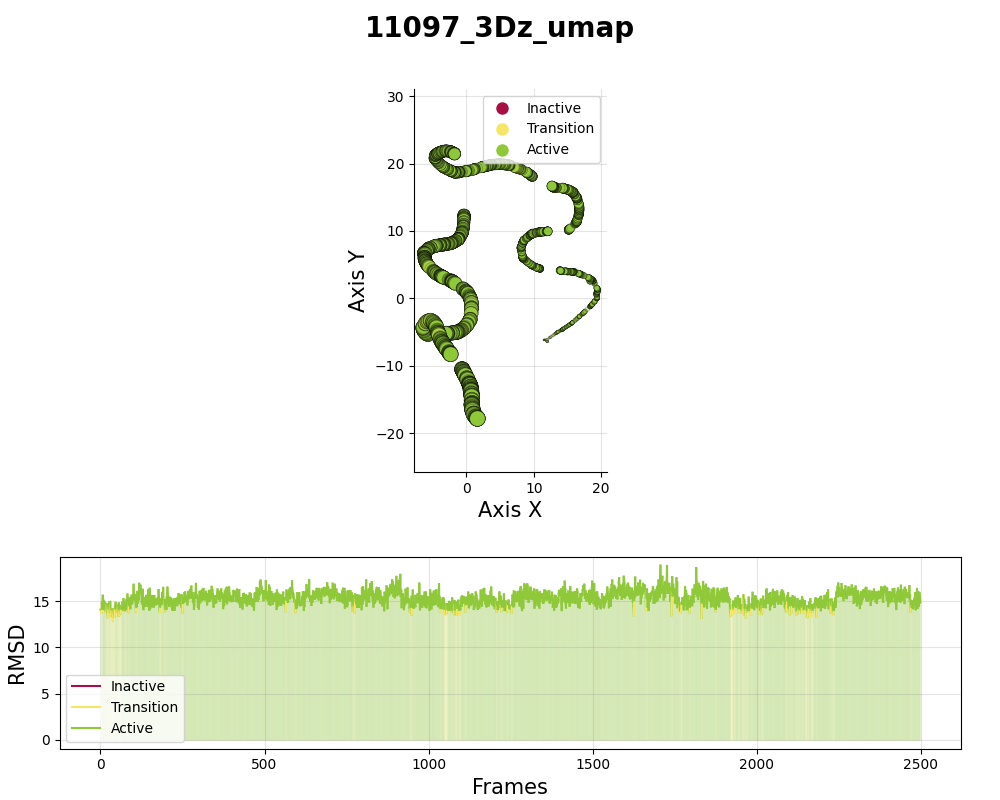 11097_3Dz_umap
30
20
10
0
−10
−20
Axis Y
Inactive
Transition
Active
0 10 20
Axis X
15
10
5
0
RMSD
Inactive
Transition
Active
0 500 1000 1500 2000 2500
Frames